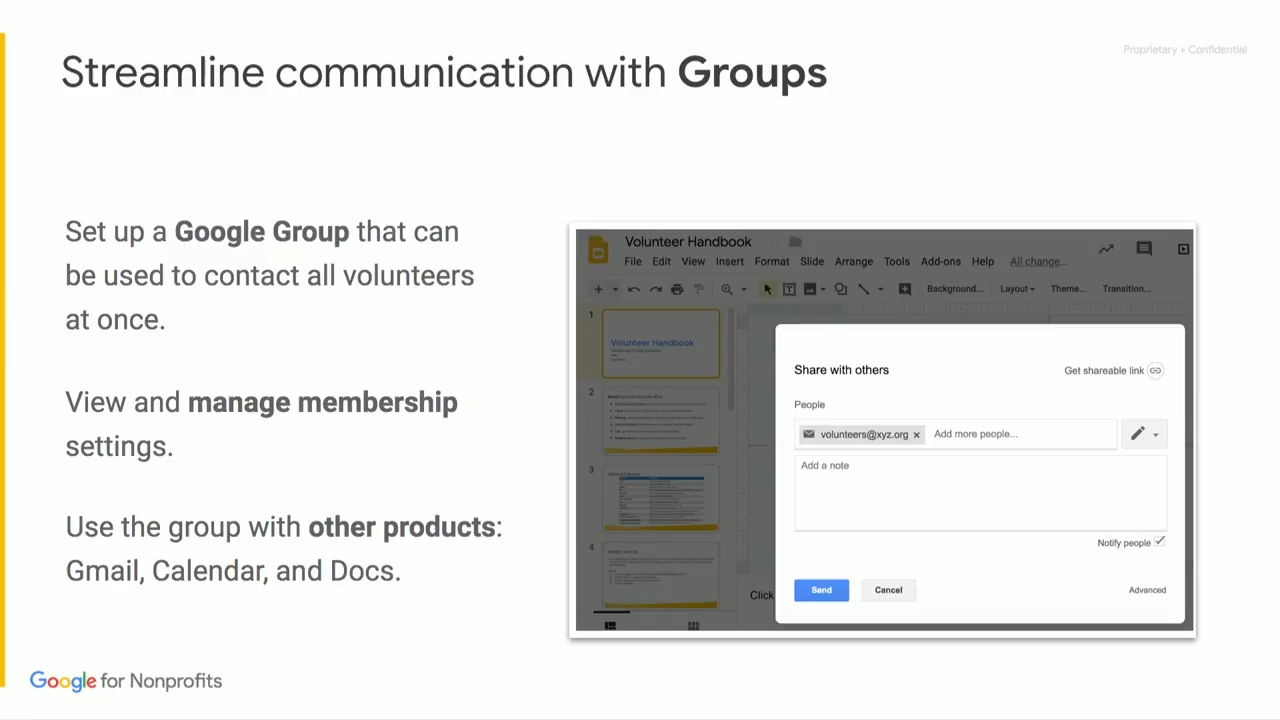 Proprietary + Confidential
Streamline communication with Groups
Set up a Google Group that can
be used to contact all volunteers
at once.
View and manage membership
settings.
Use the group with other products:
Gmail, Calendar, and Docs.
Volunteer Handbook
File Edit View Insert Format Slide Arrange Tools Add-ons Help All change...
Background... Layout Theme... Transition...
1
Volunteer Handbook
2
3
4
Click
Share with others
Get shareable link
People
volunteers@xyz.org × Add more people...
Add a note
Notify people
Send Cancel Advanced
Google for Nonprofits